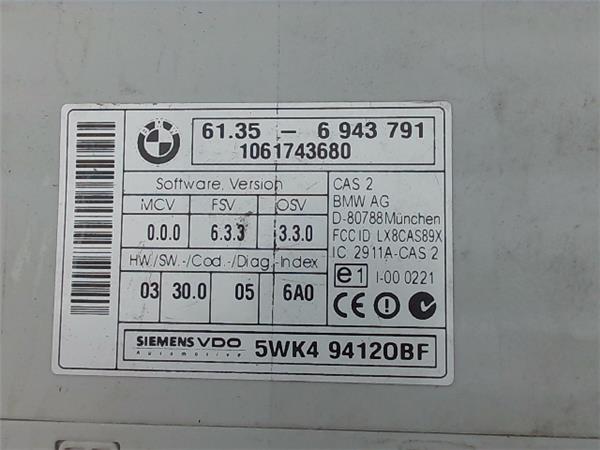 BMW
61.35 - 6 943 791
1061743680
Software. Version
MCV FSV OSV
0.0.0 6.3.3 3.3.0
HW./SW.-/Cod./Diag.-Index
03 30.0 05 6A0
CAS 2
BMW AG
D-80788 München
FCC ID LX8CAS89X
IC 2911A-CAS 2
e1 I-00 0221
CE
SIEMENS VDO
Automotive
5WK4 94120BF